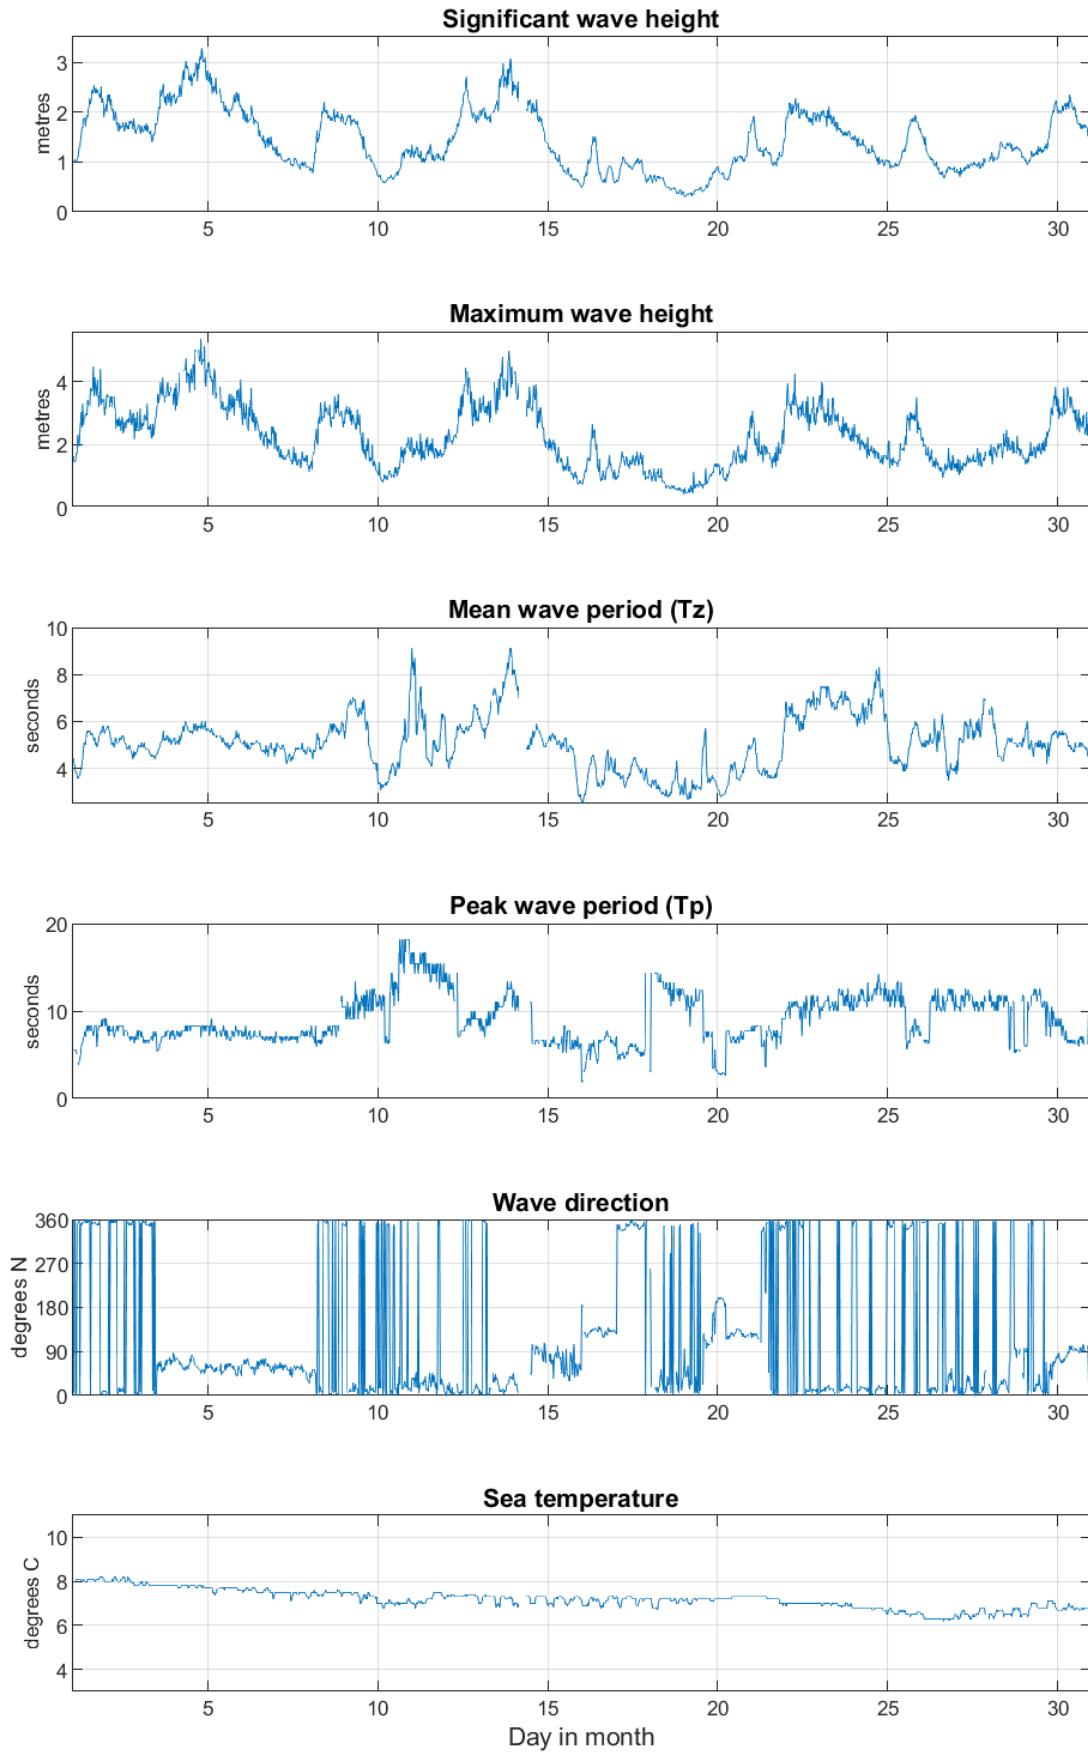 Significant wave height
3
2
1
0
metres
5 10 15 20 25 30
Maximum wave height
4
2
0
metres
5 10 15 20 25 30
Mean wave period (Tz)
10
8
6
4
seconds
5 10 15 20 25 30
Peak wave period (Tp)
20
10
0
seconds
5 10 15 20 25 30
Wave direction
360
270
180
90
0
degrees N
5 10 15 20 25 30
Sea temperature
10
8
6
4
degrees C
5 10 15 20 25 30
Day in month